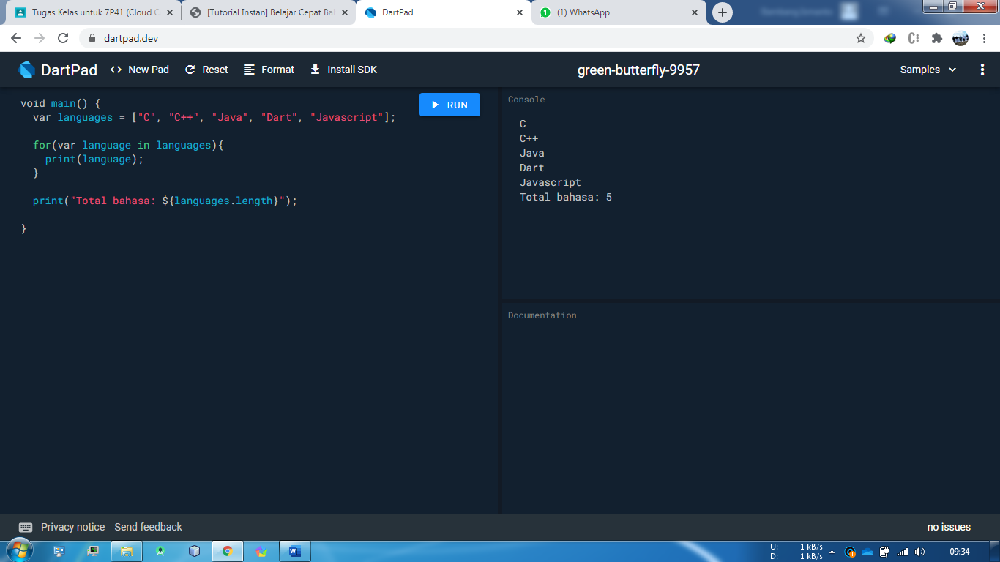 Tugas Kelas untuk 7P41 (Cloud C
[Tutorial Instan] Belajar Cepat Ba
DartPad
(1) WhatsApp
dartpad.dev
DartPad
<> New Pad
Reset
Format
Install SDK
green-butterfly-9957
Samples
void main() {
var languages = ["C", "C++", "Java", "Dart", "Javascript"];
for(var language in languages){
print(language);
}
print("Total bahasa: ${languages.length}");
}
RUN
Console
C
C++
Java
Dart
Javascript
Total bahasa: 5
Documentation
Privacy notice
Send feedback
no issues
U: 1 kB/s
D: 1 kB/s
09:34